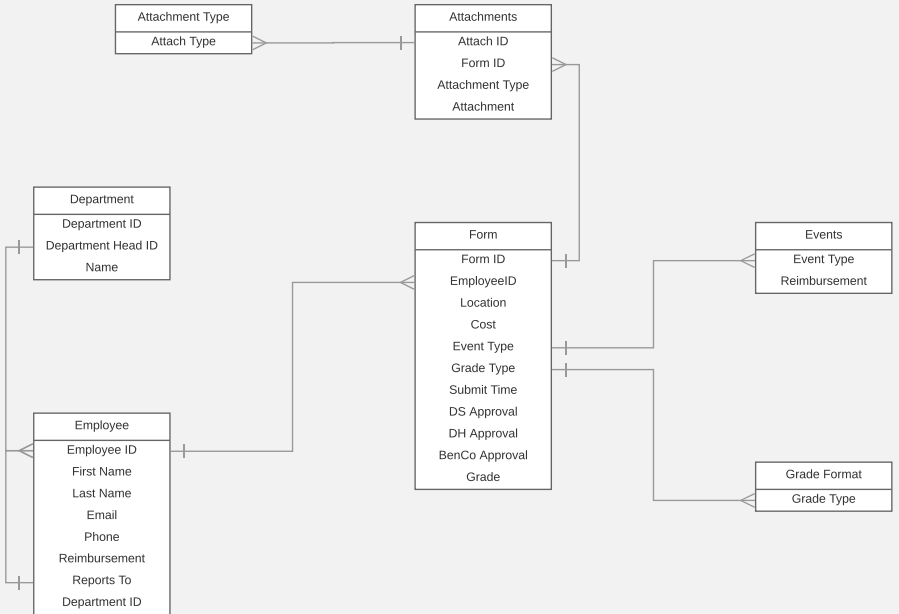 Attachment Type
Attach Type
Attachments
Attach ID
Form ID
Attachment Type
Attachment
Department
Department ID
Department Head ID
Name
Form
Form ID
EmployeeID
Location
Cost
Event Type
Grade Type
Submit Time
DS Approval
DH Approval
BenCo Approval
Grade
Events
Event Type
Reimbursement
Employee
Employee ID
First Name
Last Name
Email
Phone
Reimbursement
Reports To
Department ID
Grade Format
Grade Type